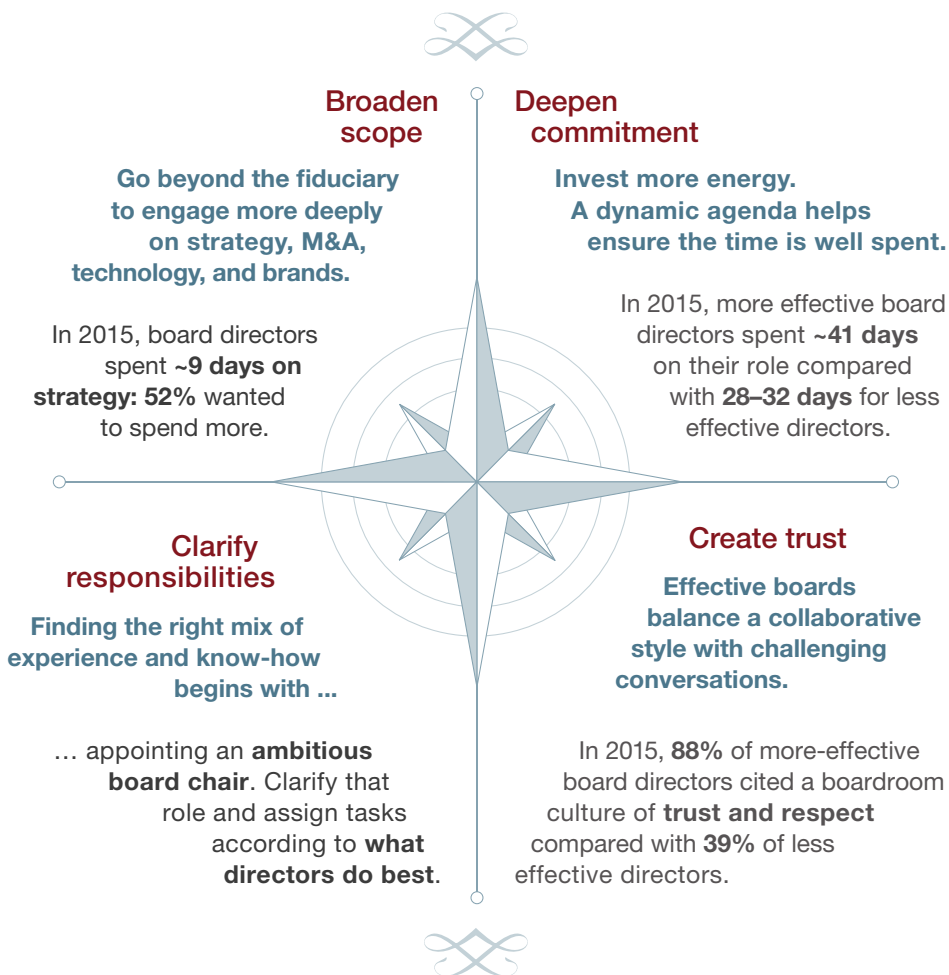 Broaden
scope
Go beyond the fiduciary
to engage more deeply
on strategy, M&A,
technology, and brands.
In 2015, board directors
spent ~9 days on
strategy: 52% wanted
to spend more.
Deepen
commitment
Invest more energy.
A dynamic agenda helps
ensure the time is well spent.
In 2015, more effective board
directors spent ~41 days
on their role compared
with 28–32 days for less
effective directors.
Clarify
responsibilities
Finding the right mix of
experience and know-how
begins with ...
… appointing an ambitious
board chair. Clarify that
role and assign tasks
according to what
directors do best.
Create trust
Effective boards
balance a collaborative
style with challenging
conversations.
In 2015, 88% of more-effective
board directors cited a boardroom
culture of trust and respect
compared with 39% of less
effective directors.